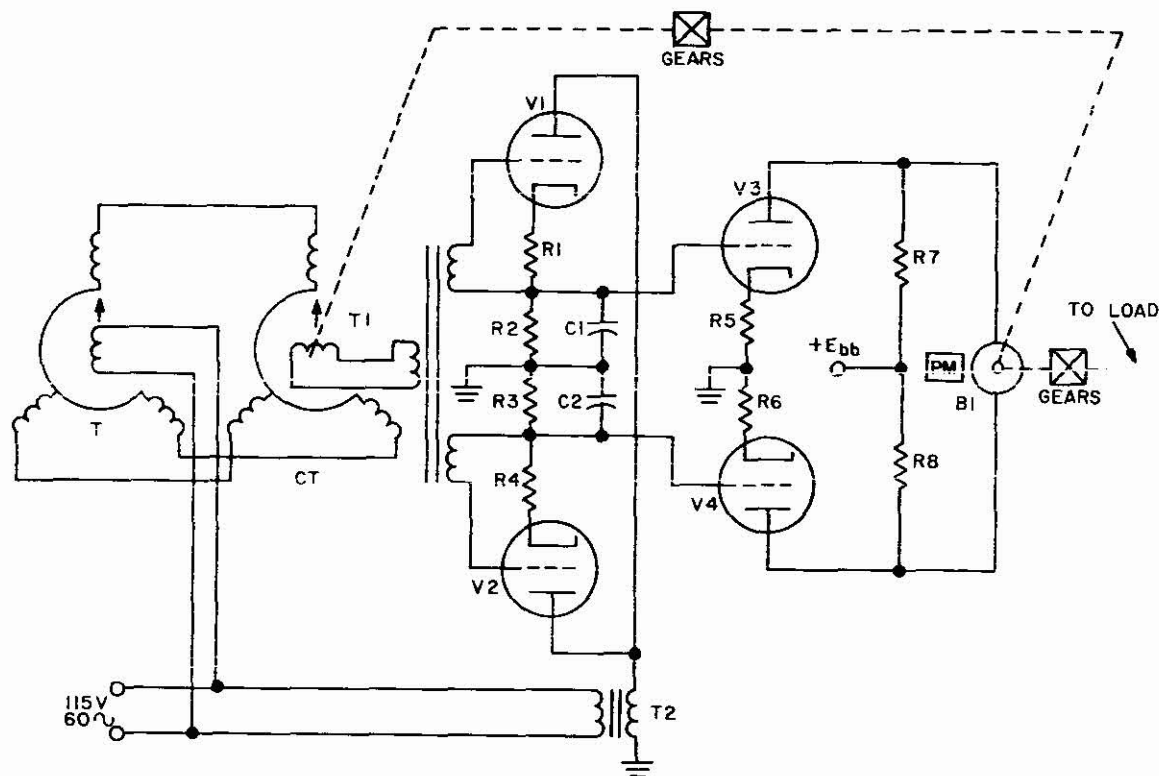 GEARS
V1
V3
R1
R7
TO LOAD
T1
R2
C1
R5
+Ebb
PM
R3
C2
R6
B1
GEARS
T
R4
R8
CT
V4
V2
115V
60
T2